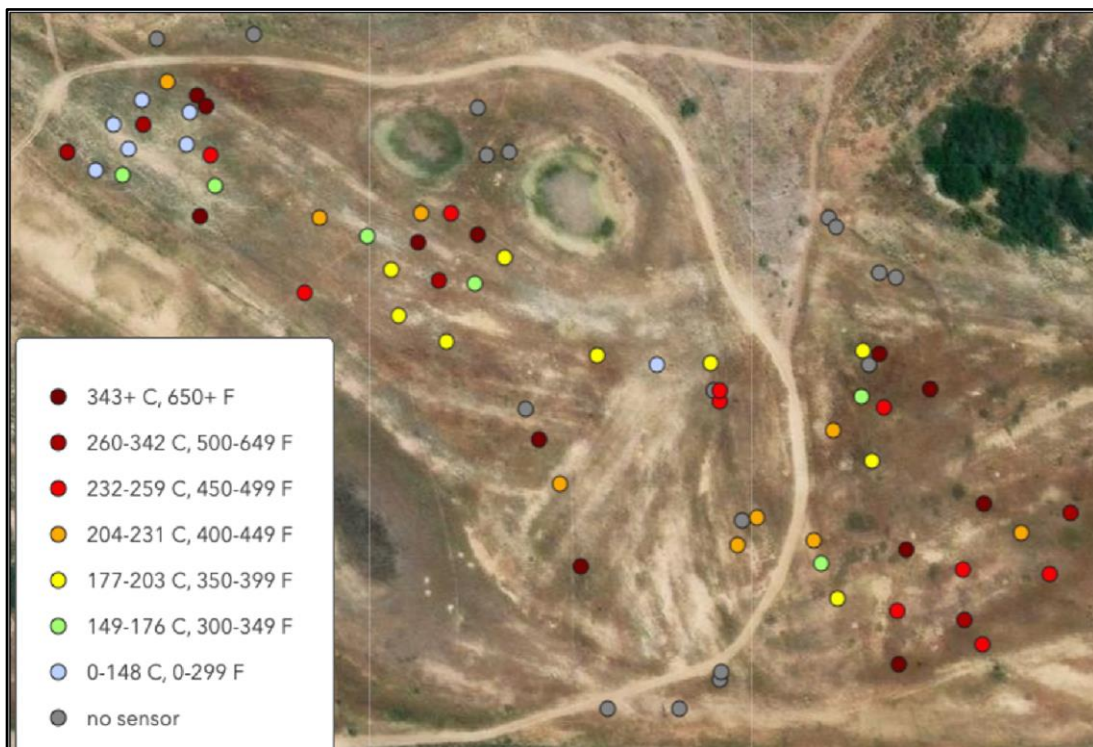 343+ C, 650+ F
260-342 C, 500-649 F
232-259 C, 450-499 F
204-231 C, 400-449 F
177-203 C, 350-399 F
149-176 C, 300-349 F
0-148 C, 0-299 F
no sensor